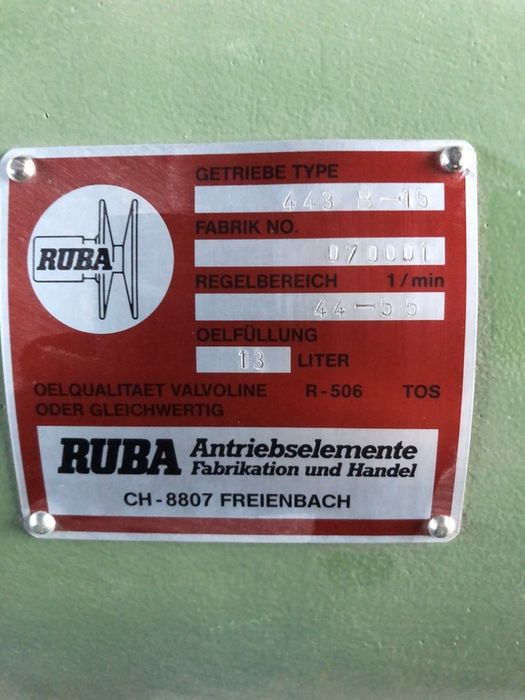 GETRIEBE TYPE
443 B-15
FABRIK NO.
070001
REGELBEREICH 1/min
44-55
OELFÜLLUNG
13 LITER
RUBA
OELQUALITAET VALVOLINE R-506 TOS
ODER GLEICHWERTIG
RUBA Antriebselemente
Fabrikation und Handel
CH-8807 FREIENBACH